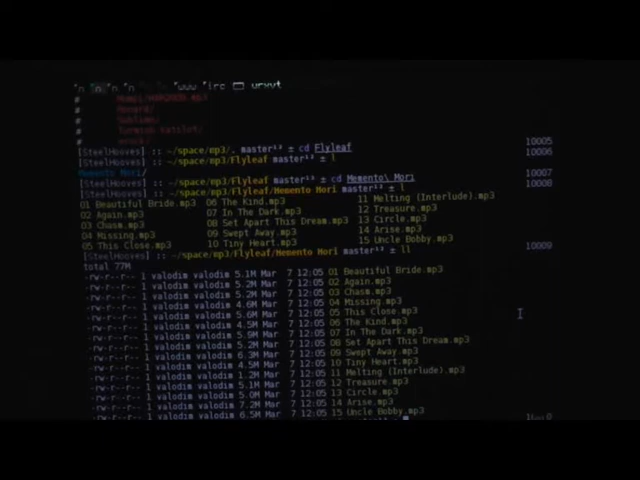 www irc urxvt
#
#
# Record/
# Sublime/
# Turmion Katilot/
#
[SteelHooves] :: ~/space/mp3/. master¹³ ± cd Flyleaf 10005
[SteelHooves] :: ~/space/mp3/Flyleaf master¹³ ± l 10006
Memento Mori/
[SteelHooves] :: ~/space/mp3/Flyleaf master¹³ ± cd Memento\ Mori 10007
[SteelHooves] :: ~/space/mp3/Flyleaf/Memento Mori master¹³ ± l 10008
01 Beautiful Bride.mp3 06 The Kind.mp3 11 Melting (Interlude).mp3
02 Again.mp3 07 In The Dark.mp3 12 Treasure.mp3
03 Chasm.mp3 08 Set Apart This Dream.mp3 13 Circle.mp3
04 Missing.mp3 09 Swept Away.mp3 14 Arise.mp3
05 This Close.mp3 10 Tiny Heart.mp3 15 Uncle Bobby.mp3
[SteelHooves] :: ~/space/mp3/Flyleaf/Memento Mori master¹³ ± ll 10009
total 77M
-rw-r--r-- 1 valodim valodim 5.1M Mar 7 12:05 01 Beautiful Bride.mp3
-rw-r--r-- 1 valodim valodim 5.2M Mar 7 12:05 02 Again.mp3
-rw-r--r-- 1 valodim valodim 5.2M Mar 7 12:05 03 Chasm.mp3
-rw-r--r-- 1 valodim valodim 4.6M Mar 7 12:05 04 Missing.mp3
-rw-r--r-- 1 valodim valodim 5.6M Mar 7 12:05 05 This Close.mp3
-rw-r--r-- 1 valodim valodim 4.5M Mar 7 12:05 06 The Kind.mp3
-rw-r--r-- 1 valodim valodim 5.9M Mar 7 12:05 07 In The Dark.mp3
-rw-r--r-- 1 valodim valodim 5.2M Mar 7 12:05 08 Set Apart This Dream.mp3
-rw-r--r-- 1 valodim valodim 6.3M Mar 7 12:05 09 Swept Away.mp3
-rw-r--r-- 1 valodim valodim 4.5M Mar 7 12:05 10 Tiny Heart.mp3
-rw-r--r-- 1 valodim valodim 1.2M Mar 7 12:05 11 Melting (Interlude).mp3
-rw-r--r-- 1 valodim valodim 5.1M Mar 7 12:05 12 Treasure.mp3
-rw-r--r-- 1 valodim valodim 5.0M Mar 7 12:05 13 Circle.mp3
-rw-r--r-- 1 valodim valodim 7.2M Mar 7 12:05 14 Arise.mp3
-rw-r--r-- 1 valodim valodim 6.5M Mar 7 12:05 15 Uncle Bobby.mp3